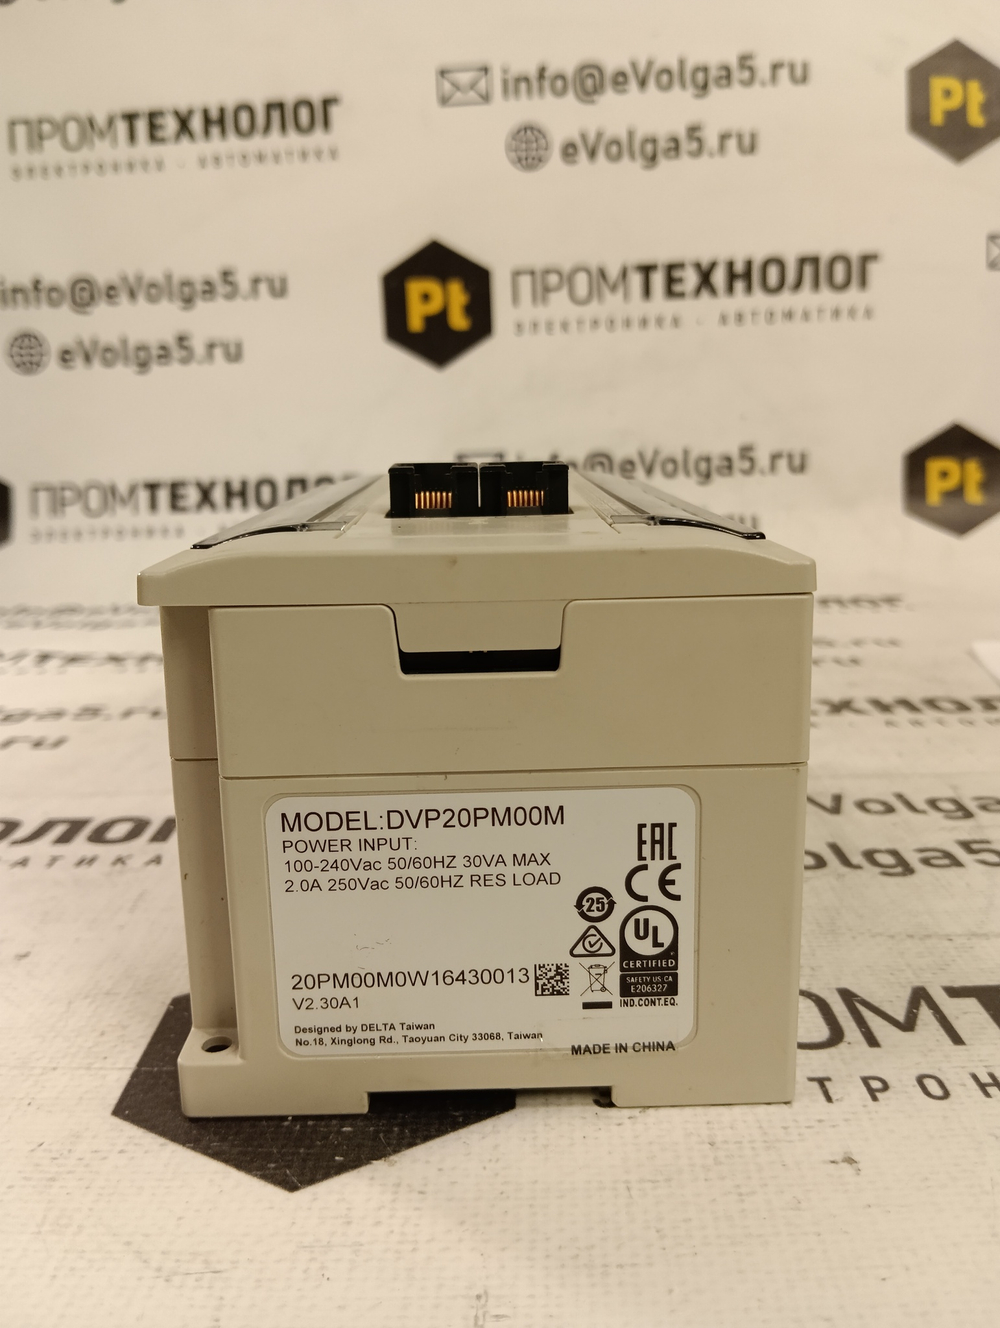 info@eVolga5.ru
Pt
ПРОМТЕХНОЛОГ
ЭЛЕКТРОНИКА · АВТОМАТИКА
eVolga5.ru
info@eVolga5.ru
Pt
ПРОМТЕХНОЛОГ
ЭЛЕКТРОНИКА · АВТОМАТИКА
eVolga5.ru
info@eVolga5.ru
Pt
MODEL:DVP20PM00M
POWER INPUT:
100-240Vac 50/60HZ 30VA MAX
2.0A 250Vac 50/60HZ RES LOAD
EAC
CE
25
UL
CERTIFIED
SAFETY US CA
E206327
IND.CONT.EQ.
20PM00M0W16430013
V2.30A1
Designed by DELTA Taiwan
No.18, Xinglong Rd., Taoyuan City 33068, Taiwan
MADE IN CHINA